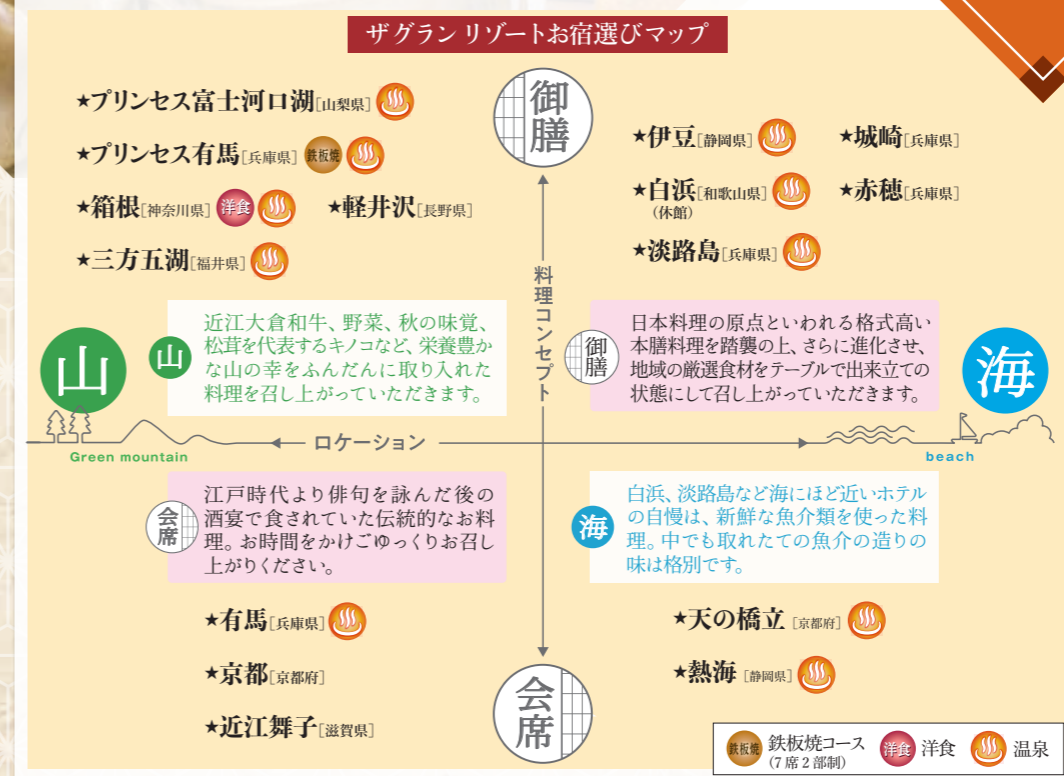 ザ グラン リゾートお宿選びマップ
御膳
★プリンセス富士河口湖[山梨県]
★プリンセス有馬[兵庫県] 鉄板焼
★箱根[神奈川県] 洋食 ★軽井沢[長野県]
★三方五湖[福井県]
★伊豆[静岡県] ★城崎[兵庫県]
★白浜[和歌山県] ★赤穂[兵庫県]
(休館)
★淡路島[兵庫県]
料理コンセプト
山
山
近江大倉和牛、野菜、秋の味覚、
松茸を代表するキノコなど、栄養豊か
な山の幸をふんだんに取り入れた
料理を召し上がっていただきます。
御膳
日本料理の原点といわれる格式高い
本膳料理を踏襲の上、さらに進化させ、
地域の厳選食材をテーブルで出来立ての
状態にして召し上がっていただきます。
海
ロケーション
Green mountain
beach
会席
江戸時代より俳句を詠んだ後の
酒宴で食されていた伝統的なお料
理。お時間をかけごゆっくりお召し
上がりください。
海
白浜、淡路島など海にほど近いホテル
の自慢は、新鮮な魚介類を使った料
理。中でも取れたての魚介の造りの
味は格別です。
★有馬[兵庫県]
★京都[京都府]
★近江舞子[滋賀県]
★天の橋立 [京都府]
★熱海 [静岡県]
会席
鉄板焼 鉄板焼コース 洋食 洋食 温泉
(7席2部制)